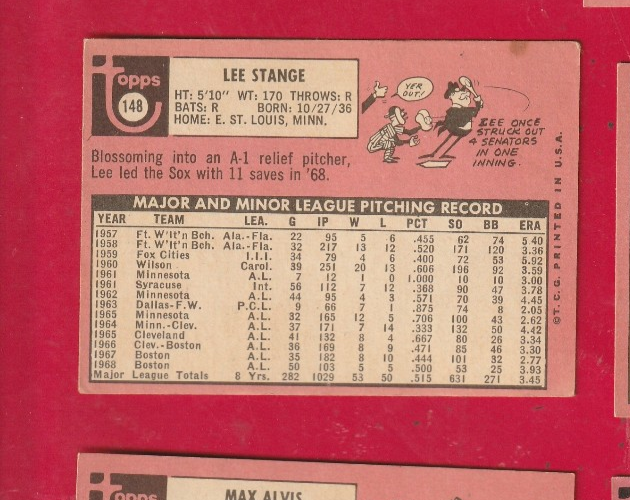 topps
148
LEE STANGE
HT: 5'10" WT: 170 THROWS: R
BATS: R BORN: 10/27/36
HOME: E. ST. LOUIS, MINN.
YER OUT!
LEE ONCE
STRUCK OUT
4 SENATORS
IN ONE
INNING.
Blossoming into an A-1 relief pitcher,
Lee led the Sox with 11 saves in '68.
MAJOR AND MINOR LEAGUE PITCHING RECORD
YEAR TEAM LEA. G IP W L PCT SO BB ERA
1957 Ft. W'lt'n Bch. Ala.-Fla. 22 95 5 6 .455 62 74 5.40
1958 Ft. W'lt'n Bch. Ala.-Fla. 32 217 13 12 .520 171 120 3.36
1959 Fox Cities I.I.I. 34 79 4 6 .400 72 53 5.92
1960 Wilson Carol. 39 251 20 13 .606 196 92 3.59
1961 Minnesota A.L. 7 12 1 0 1.000 10 10 3.00
1961 Syracuse Int. 56 112 7 12 .368 90 47 3.78
1962 Minnesota A.L. 44 95 4 3 .571 70 39 4.45
1963 Dallas-F.W. P.C.L. 9 66 7 1 .875 74 8 2.05
1963 Minnesota A.L. 32 165 12 5 .706 100 43 2.62
1964 Minn.-Clev. A.L. 37 171 7 14 .333 132 50 4.42
1965 Cleveland A.L. 41 132 8 4 .667 80 26 3.34
1966 Clev.-Boston A.L. 36 169 8 9 .471 85 46 3.30
1967 Boston A.L. 35 182 8 10 .444 101 32 2.77
1968 Boston A.L. 50 103 5 5 .500 53 25 3.93
Major League Totals 8 Yrs. 282 1029 53 50 .515 631 271 3.45
©T.C.G. PRINTED IN U.S.A.
topps
MAX ALVIS